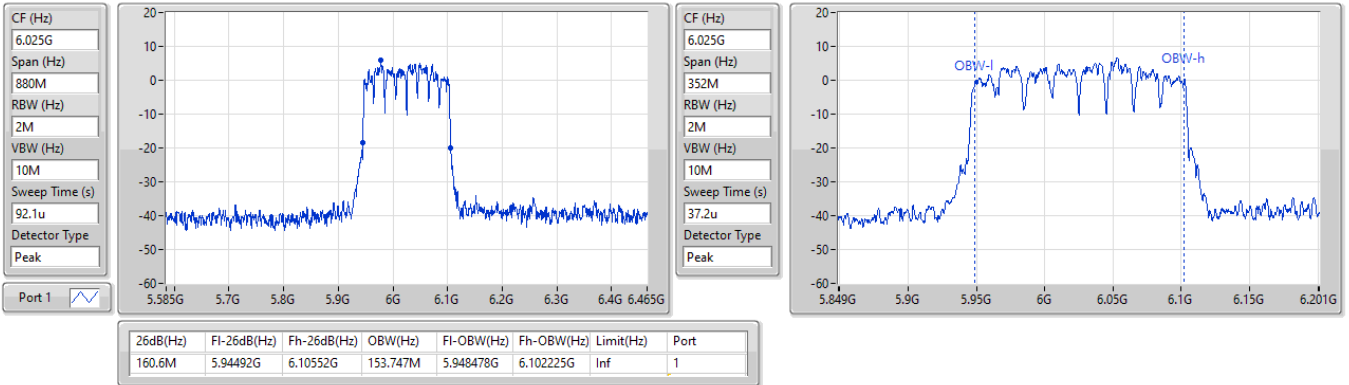 CF (Hz)
6.025G
Span (Hz)
880M
RBW (Hz)
2M
VBW (Hz)
10M
Sweep Time (s)
92.1u
Detector Type
Peak
Port 1
20
10
0
-10
-20
-30
-40
-50
-60
5.585G 5.7G 5.8G 5.9G 6G 6.1G 6.2G 6.3G 6.4G 6.465G
CF (Hz)
6.025G
Span (Hz)
352M
RBW (Hz)
2M
VBW (Hz)
10M
Sweep Time (s)
37.2u
Detector Type
Peak
20
10
0
-10
-20
-30
-40
-50
-60
OBW-l OBW-h
5.849G 5.9G 5.95G 6G 6.05G 6.1G 6.15G 6.201G
26dB(Hz) Fl-26dB(Hz) Fh-26dB(Hz) OBW(Hz) Fl-OBW(Hz) Fh-OBW(Hz) Limit(Hz) Port
160.6M 5.94492G 6.10552G 153.747M 5.948478G 6.102225G Inf 1